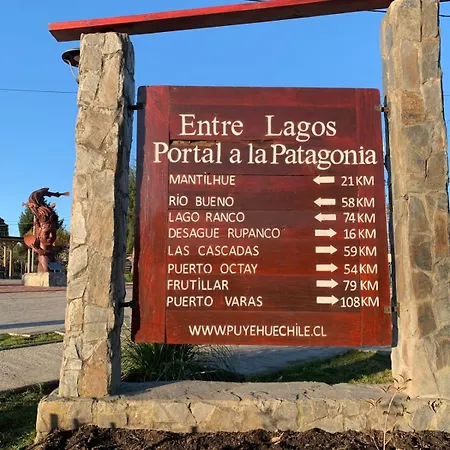 Entre Lagos
Portal a la Patagonia
MANTILHUE ← 21 KM
RÍO BUENO ← 58 KM
LAGO RANCO ← 74 KM
DESAGUE RUPANCO → 16 KM
LAS CASCADAS → 59 KM
PUERTO OCTAY → 54 KM
FRUTILLAR → 79 KM
PUERTO VARAS → 108 KM
WWW.PUYEHUECHILE.CL